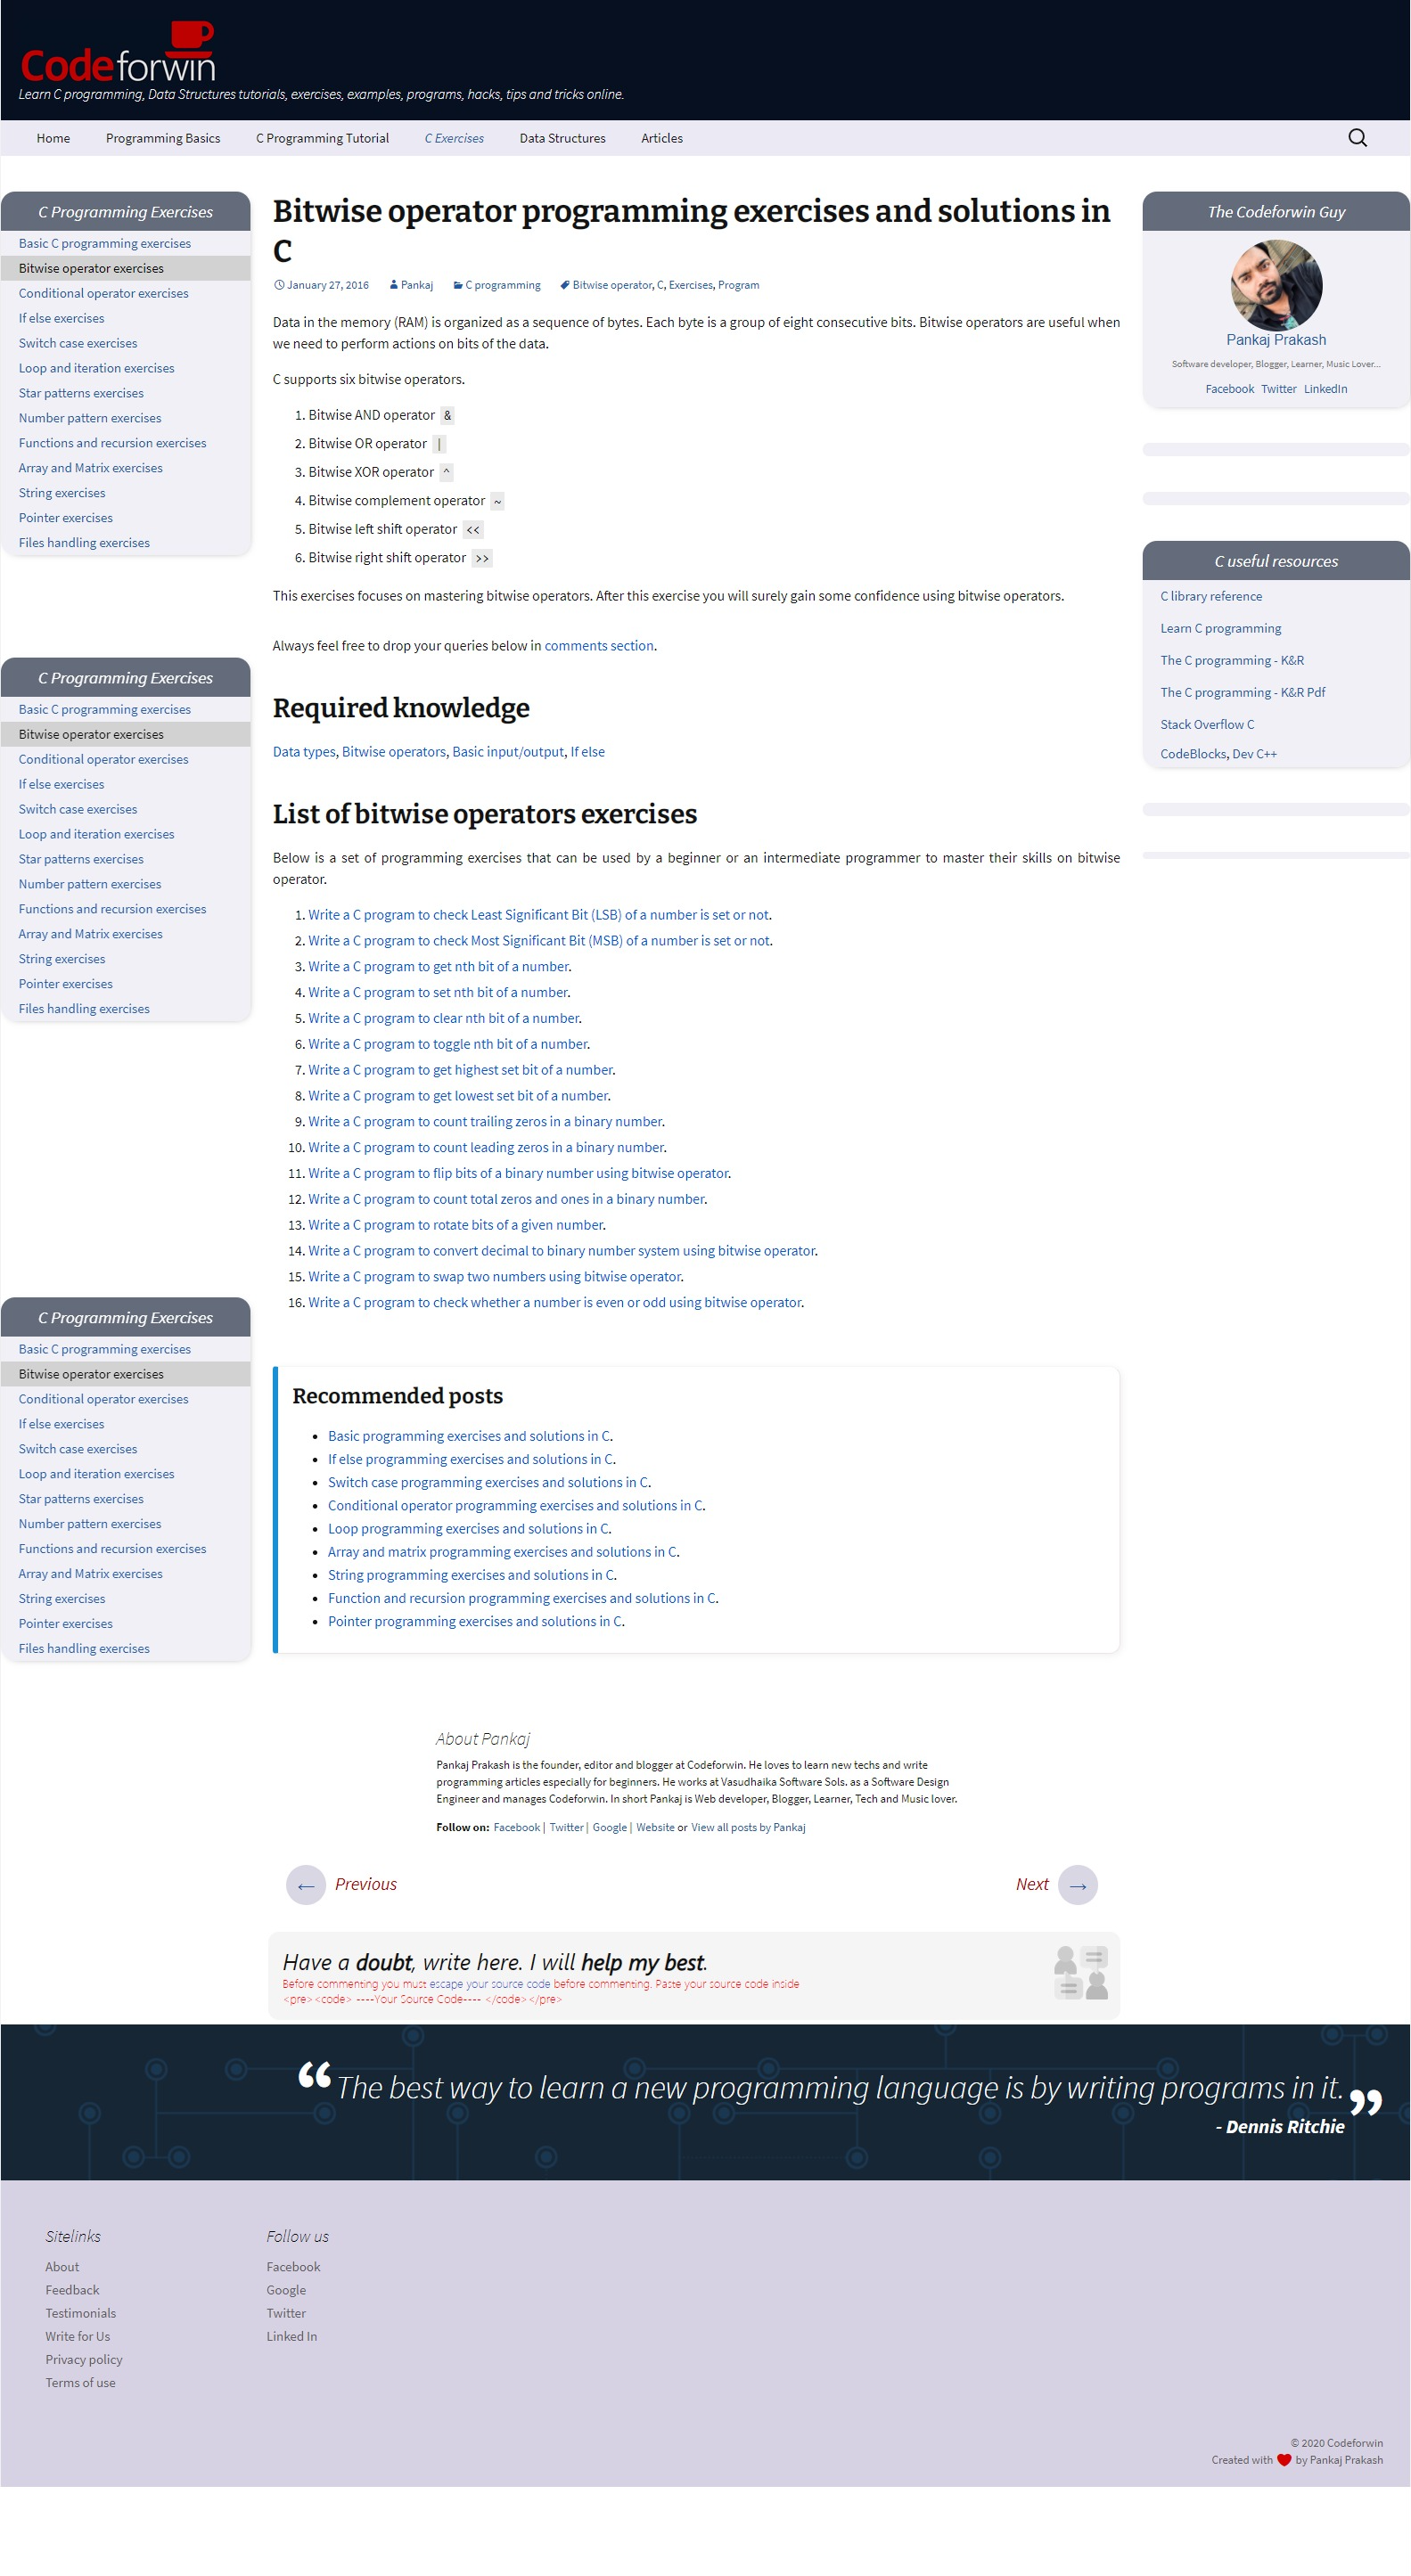 Codeforwin
Learn C programming, Data Structures tutorials, exercises, examples, programs, hacks, tips and tricks online.
Home Programming Basics C Programming Tutorial C Exercises Data Structures Articles
C Programming Exercises
Basic C programming exercises
Bitwise operator exercises
Conditional operator exercises
If else exercises
Switch case exercises
Loop and iteration exercises
Star patterns exercises
Number pattern exercises
Functions and recursion exercises
Array and Matrix exercises
String exercises
Pointer exercises
Files handling exercises
C Programming Exercises
Basic C programming exercises
Bitwise operator exercises
Conditional operator exercises
If else exercises
Switch case exercises
Loop and iteration exercises
Star patterns exercises
Number pattern exercises
Functions and recursion exercises
Array and Matrix exercises
String exercises
Pointer exercises
Files handling exercises
C Programming Exercises
Basic C programming exercises
Bitwise operator exercises
Conditional operator exercises
If else exercises
Switch case exercises
Loop and iteration exercises
Star patterns exercises
Number pattern exercises
Functions and recursion exercises
Array and Matrix exercises
String exercises
Pointer exercises
Files handling exercises
Bitwise operator programming exercises and solutions in
C
January 27, 2016 Pankaj C programming Bitwise operator, C, Exercises, Program
Data in the memory (RAM) is organized as a sequence of bytes. Each byte is a group of eight consecutive bits. Bitwise operators are useful when
we need to perform actions on bits of the data.
C supports six bitwise operators.
1. Bitwise AND operator &
2. Bitwise OR operator |
3. Bitwise XOR operator ^
4. Bitwise complement operator ~
5. Bitwise left shift operator <<
6. Bitwise right shift operator >>
This exercises focuses on mastering bitwise operators. After this exercise you will surely gain some confidence using bitwise operators.
Always feel free to drop your queries below in comments section.
Required knowledge
Data types, Bitwise operators, Basic input/output, If else
List of bitwise operators exercises
Below is a set of programming exercises that can be used by a beginner or an intermediate programmer to master their skills on bitwise
operator.
1. Write a C program to check Least Significant Bit (LSB) of a number is set or not.
2. Write a C program to check Most Significant Bit (MSB) of a number is set or not.
3. Write a C program to get nth bit of a number.
4. Write a C program to set nth bit of a number.
5. Write a C program to clear nth bit of a number.
6. Write a C program to toggle nth bit of a number.
7. Write a C program to get highest set bit of a number.
8. Write a C program to get lowest set bit of a number.
9. Write a C program to count trailing zeros in a binary number.
10. Write a C program to count leading zeros in a binary number.
11. Write a C program to flip bits of a binary number using bitwise operator.
12. Write a C program to count total zeros and ones in a binary number.
13. Write a C program to rotate bits of a given number.
14. Write a C program to convert decimal to binary number system using bitwise operator.
15. Write a C program to swap two numbers using bitwise operator.
16. Write a C program to check whether a number is even or odd using bitwise operator.
Recommended posts
• Basic programming exercises and solutions in C.
• If else programming exercises and solutions in C.
• Switch case programming exercises and solutions in C.
• Conditional operator programming exercises and solutions in C.
• Loop programming exercises and solutions in C.
• Array and matrix programming exercises and solutions in C.
• String programming exercises and solutions in C.
• Function and recursion programming exercises and solutions in C.
• Pointer programming exercises and solutions in C.
About Pankaj
Pankaj Prakash is the founder, editor and blogger at Codeforwin. He loves to learn new techs and write
programming articles especially for beginners. He works at Vasudhaika Software Sols. as a Software Design
Engineer and manages Codeforwin. In short Pankaj is Web developer, Blogger, Learner, Tech and Music lover.
Follow on: Facebook | Twitter | Google | Website or View all posts by Pankaj
← Previous
Next →
Have a doubt, write here. I will help my best.
Before commenting you must escape your source code before commenting. Paste your source code inside
<pre><code> ----Your Source Code---- </code></pre>
The Codeforwin Guy
Pankaj Prakash
Software developer, Blogger, Learner, Music Lover...
Facebook Twitter LinkedIn
C useful resources
C library reference
Learn C programming
The C programming - K&R
The C programming - K&R Pdf
Stack Overflow C
CodeBlocks, Dev C++
“The best way to learn a new programming language is by writing programs in it.”
- Dennis Ritchie
Sitelinks
About
Feedback
Testimonials
Write for Us
Privacy policy
Terms of use
Follow us
Facebook
Google
Twitter
Linked In
© 2020 Codeforwin
Created with ♥ by Pankaj Prakash